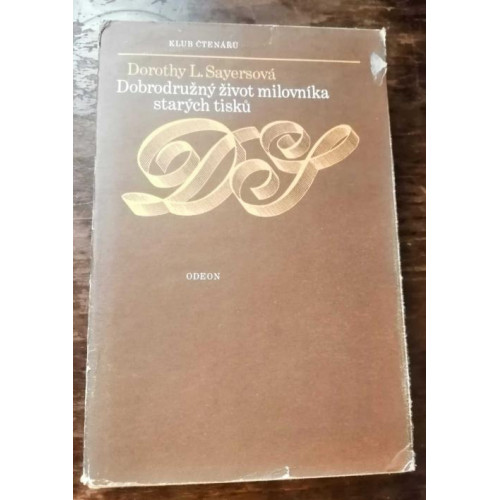 KLUB ČTENÁŘŮ
Dorothy L. Sayersová
Dobrodružný život milovníka
starých tisků
DS
ODEON